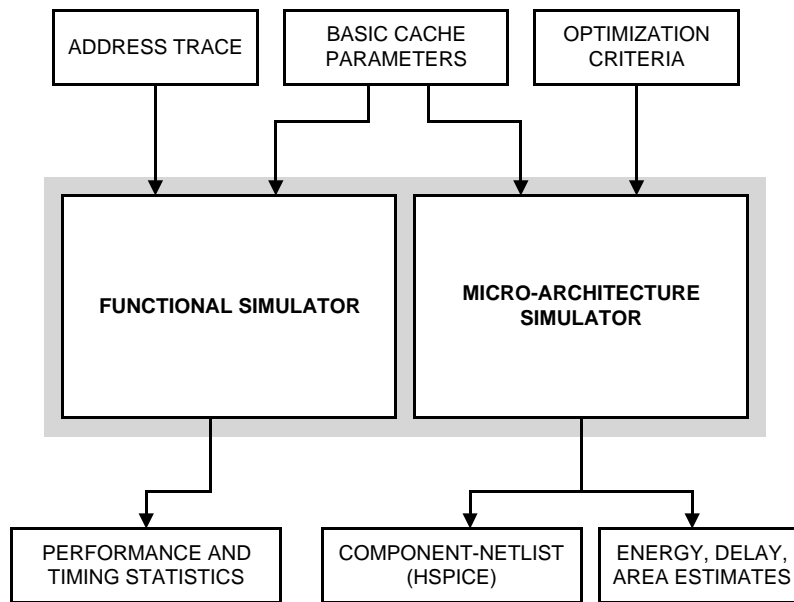 ADDRESS TRACE
BASIC CACHE
PARAMETERS
OPTIMIZATION
CRITERIA
FUNCTIONAL SIMULATOR
MICRO-ARCHITECTURE
SIMULATOR
PERFORMANCE AND
TIMING STATISTICS
COMPONENT-NETLIST
(HSPICE)
ENERGY, DELAY,
AREA ESTIMATES